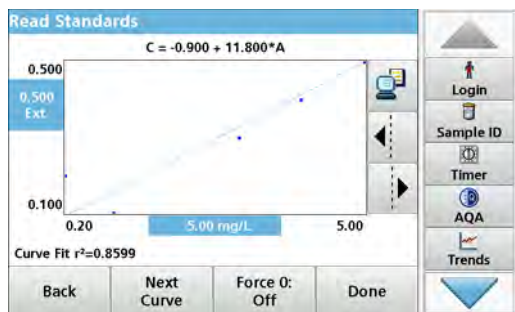 Read Standards
C = -0.900 + 11.800*A
0.500
0.500
Ext
0.100
0.20
5.00 mg/L
5.00
Curve Fit r²=0.8599
Back
Next
Curve
Force 0:
Off
Done
Login
Sample ID
Timer
AQA
Trends